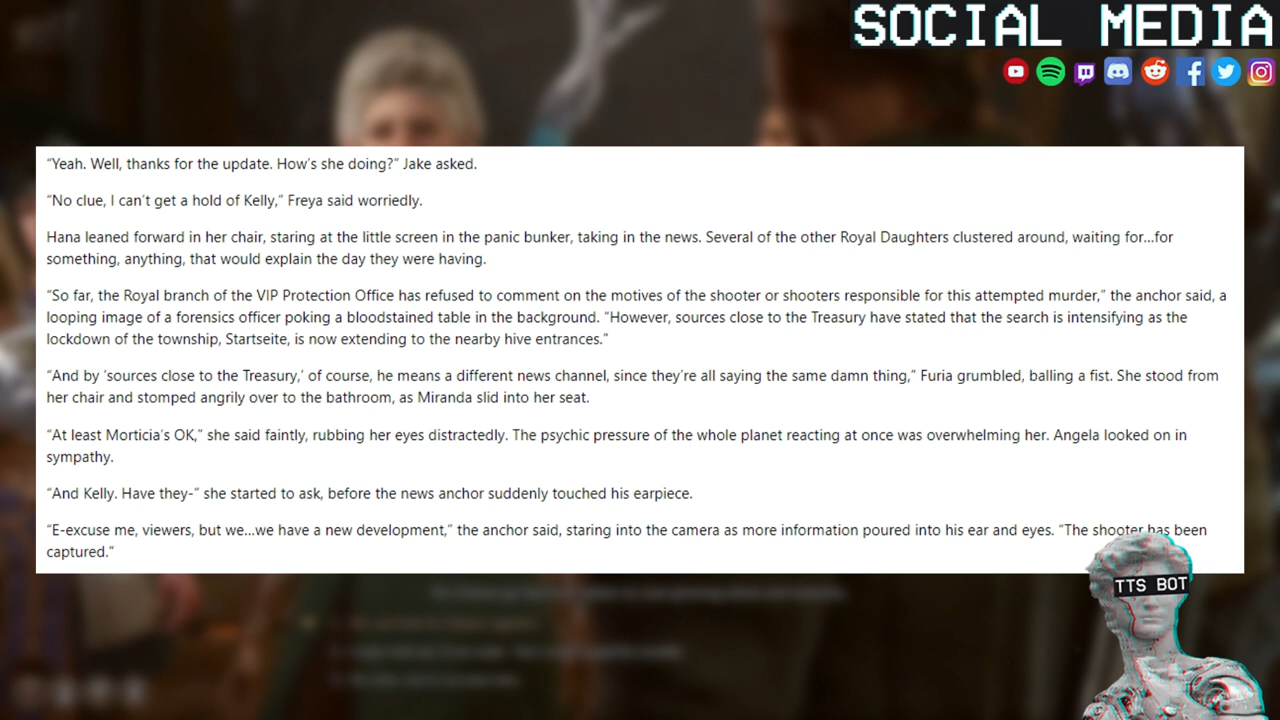 SOCIAL MEDIA
“Yeah. Well, thanks for the update. How’s she doing?” Jake asked.
“No clue, I can’t get a hold of Kelly,” Freya said worriedly.
Hana leaned forward in her chair, staring at the little screen in the panic bunker, taking in the news. Several of the other Royal Daughters clustered around, waiting for…for
something, anything, that would explain the day they were having.
“So far, the Royal branch of the VIP Protection Office has refused to comment on the motives of the shooter or shooters responsible for this attempted murder,” the anchor said, a
looping image of a forensics officer poking a bloodstained table in the background. “However, sources close to the Treasury have stated that the search is intensifying as the
lockdown of the township, Startseite, is now extending to the nearby hive entrances.”
“And by ‘sources close to the Treasury,’ of course, he means a different news channel, since they’re all saying the same damn thing,” Furia grumbled, balling a fist. She stood from
her chair and stomped angrily over to the bathroom, as Miranda slid into her seat.
“At least Morticia’s OK,” she said faintly, rubbing her eyes distractedly. The psychic pressure of the whole planet reacting at once was overwhelming her. Angela looked on in
sympathy.
“And Kelly. Have they-” she started to ask, before the news anchor suddenly touched his earpiece.
“E-excuse me, viewers, but we…we have a new development,” the anchor said, staring into the camera as more information poured into his ear and eyes. “The shooter has been
captured.”
TTS BOT